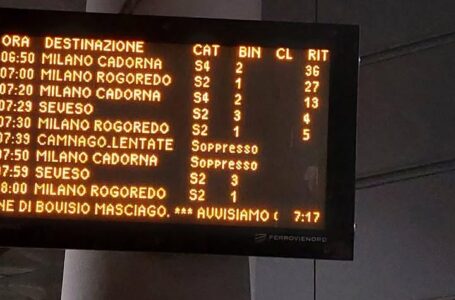 ORA DESTINAZIONE CAT BIN CL RIT
06:50 MILANO CADORNA S4 2 36
07:00 MILANO ROGOREDO S2 1 27
07:20 MILANO CADORNA S4 2 13
07:29 SEVESO S2 3 4
07:30 MILANO ROGOREDO S2 1 5
07:39 CAMNAGO.LENTATE Soppresso
07:50 MILANO CADORNA Soppresso
07:59 SEVESO S2 3
08:00 MILANO ROGOREDO S2 1
NE DI BOVISIO MASCIAGO. *** AVVISIAMO 7:17
FERROVIENORD